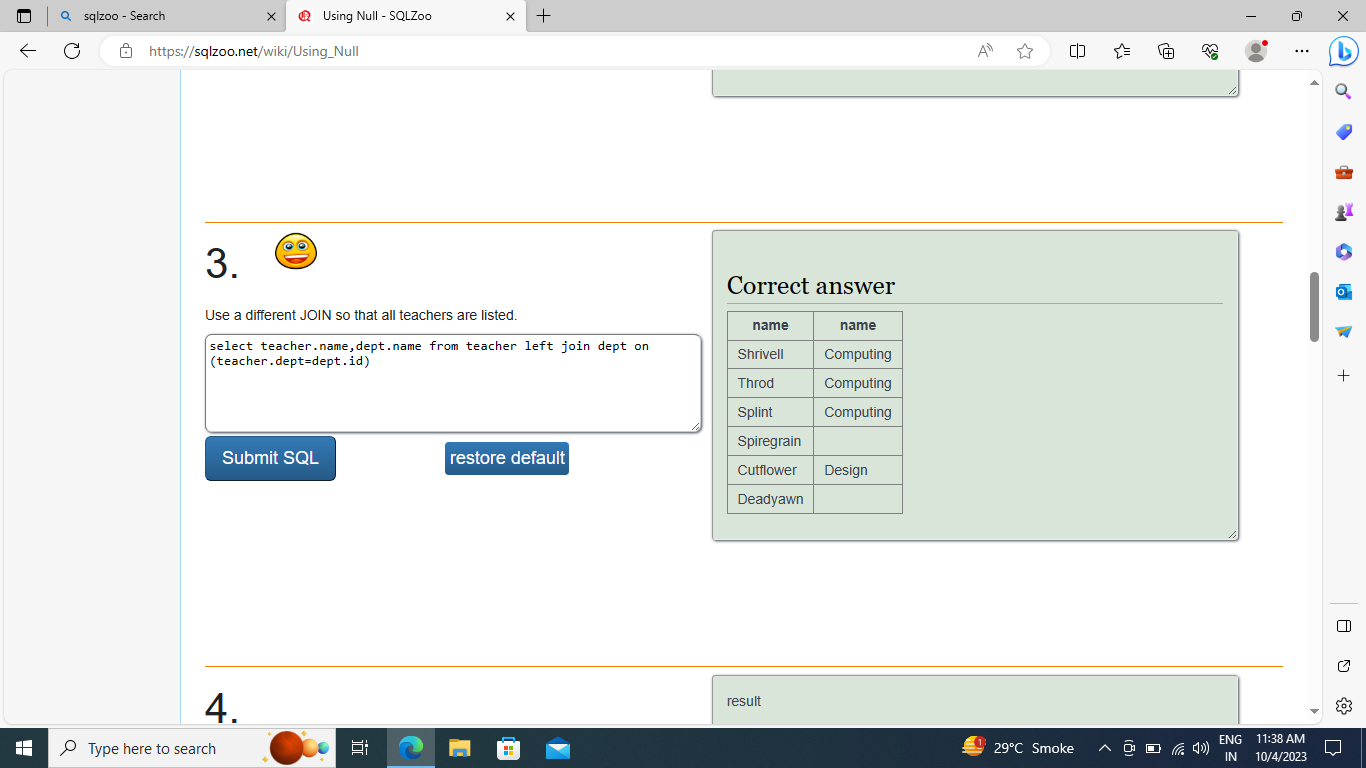 sqlzoo - Search
Using Null - SQLZoo
https://sqlzoo.net/wiki/Using_Null
3.
Use a different JOIN so that all teachers are listed.
select teacher.name,dept.name from teacher left join dept on
(teacher.dept=dept.id)
Submit SQL
restore default
Correct answer
name name
Shrivell Computing
Throd Computing
Splint Computing
Spiregrain
Cutflower Design
Deadyawn
4.
result
Type here to search
1
29°C Smoke
ENG
IN
11:38 AM
10/4/2023